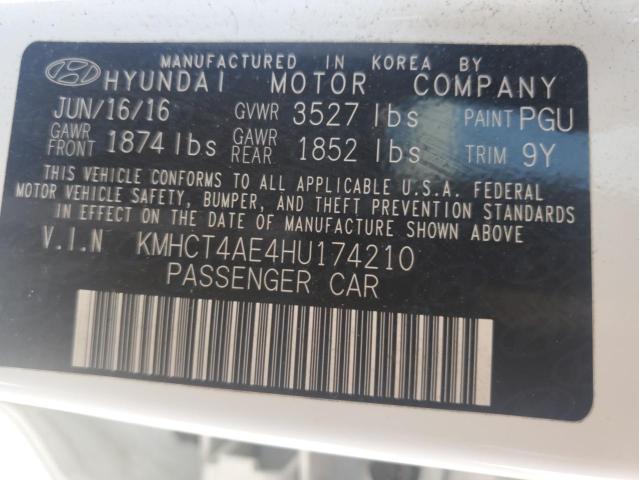 MANUFACTURED IN KOREA BY
HYUNDAI MOTOR COMPANY
JUN/16/16 GVWR 3527 lbs PAINT PGU
GAWR FRONT 1874 lbs GAWR REAR 1852 lbs TRIM 9Y
THIS VEHICLE CONFORMS TO ALL APPLICABLE U.S.A. FEDERAL
MOTOR VEHICLE SAFETY, BUMPER, AND THEFT PREVENTION STANDARDS
IN EFFECT ON THE DATE OF MANUFACTURE SHOWN ABOVE
V.I.N KMHCT4AE4HU174210
PASSENGER CAR